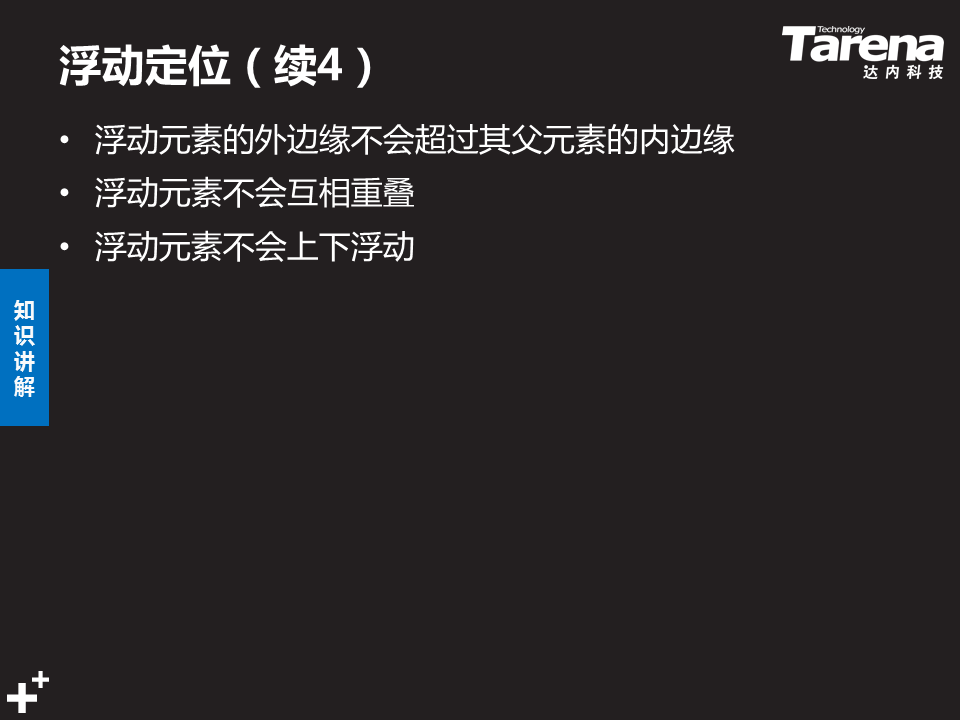 浮动定位（续4）
Technology
Tarena
达内科技
• 浮动元素的外边缘不会超过其父元素的内边缘
• 浮动元素不会互相重叠
• 浮动元素不会上下浮动
知识讲解